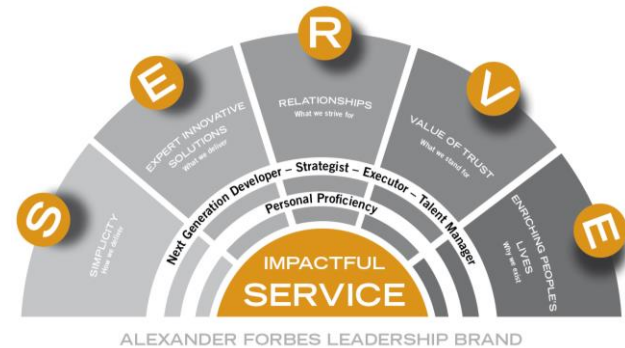 S
SIMPLICITY
How we deliver
E
EXPERT INNOVATIVE
SOLUTIONS
What we deliver
R
RELATIONSHIPS
What we strive for
V
VALUE OF TRUST
What we stand for
E
ENRICHING PEOPLE'S
LIVES
Why we exist
Next Generation Developer – Strategist – Executor – Talent Manager
Personal Proficiency
IMPACTFUL
SERVICE
ALEXANDER FORBES LEADERSHIP BRAND